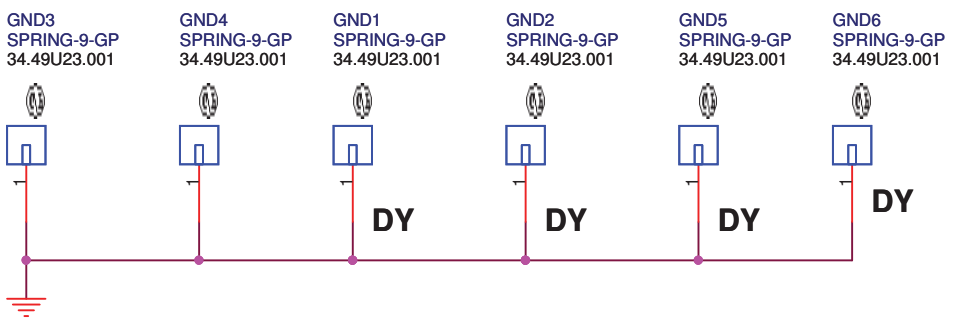 GND3 GND4 GND1 GND2 GND5 GND6
SPRING-9-GP SPRING-9-GP SPRING-9-GP SPRING-9-GP SPRING-9-GP SPRING-9-GP
34.49U23.001 34.49U23.001 34.49U23.001 34.49U23.001 34.49U23.001 34.49U23.001
1 1 1 1 1 1
DY DY DY DY